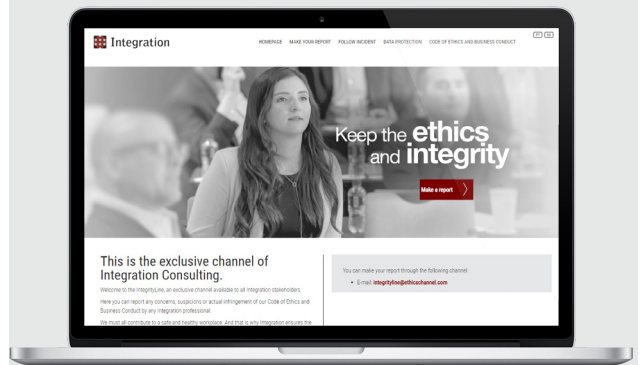 Integration
HOMEPAGE MAKE YOUR REPORT FOLLOW INCIDENT DATA PROTECTION CODE OF ETHICS AND BUSINESS CONDUCT
Keep the ethics
and integrity
Make a report
This is the exclusive channel of
Integration Consulting.
Welcome to the IntegrityLine, an exclusive channel available to all Integration stakeholders.
Here you can report any concerns, suspicions or actual infringement of our Code of Ethics and
Business Conduct by any Integration professional.
We must all contribute to a safe and healthy workplace. And that is why Integration ensures the
You can make your report through the following channel:
• E-mail: integrityline@ethicschannel.com